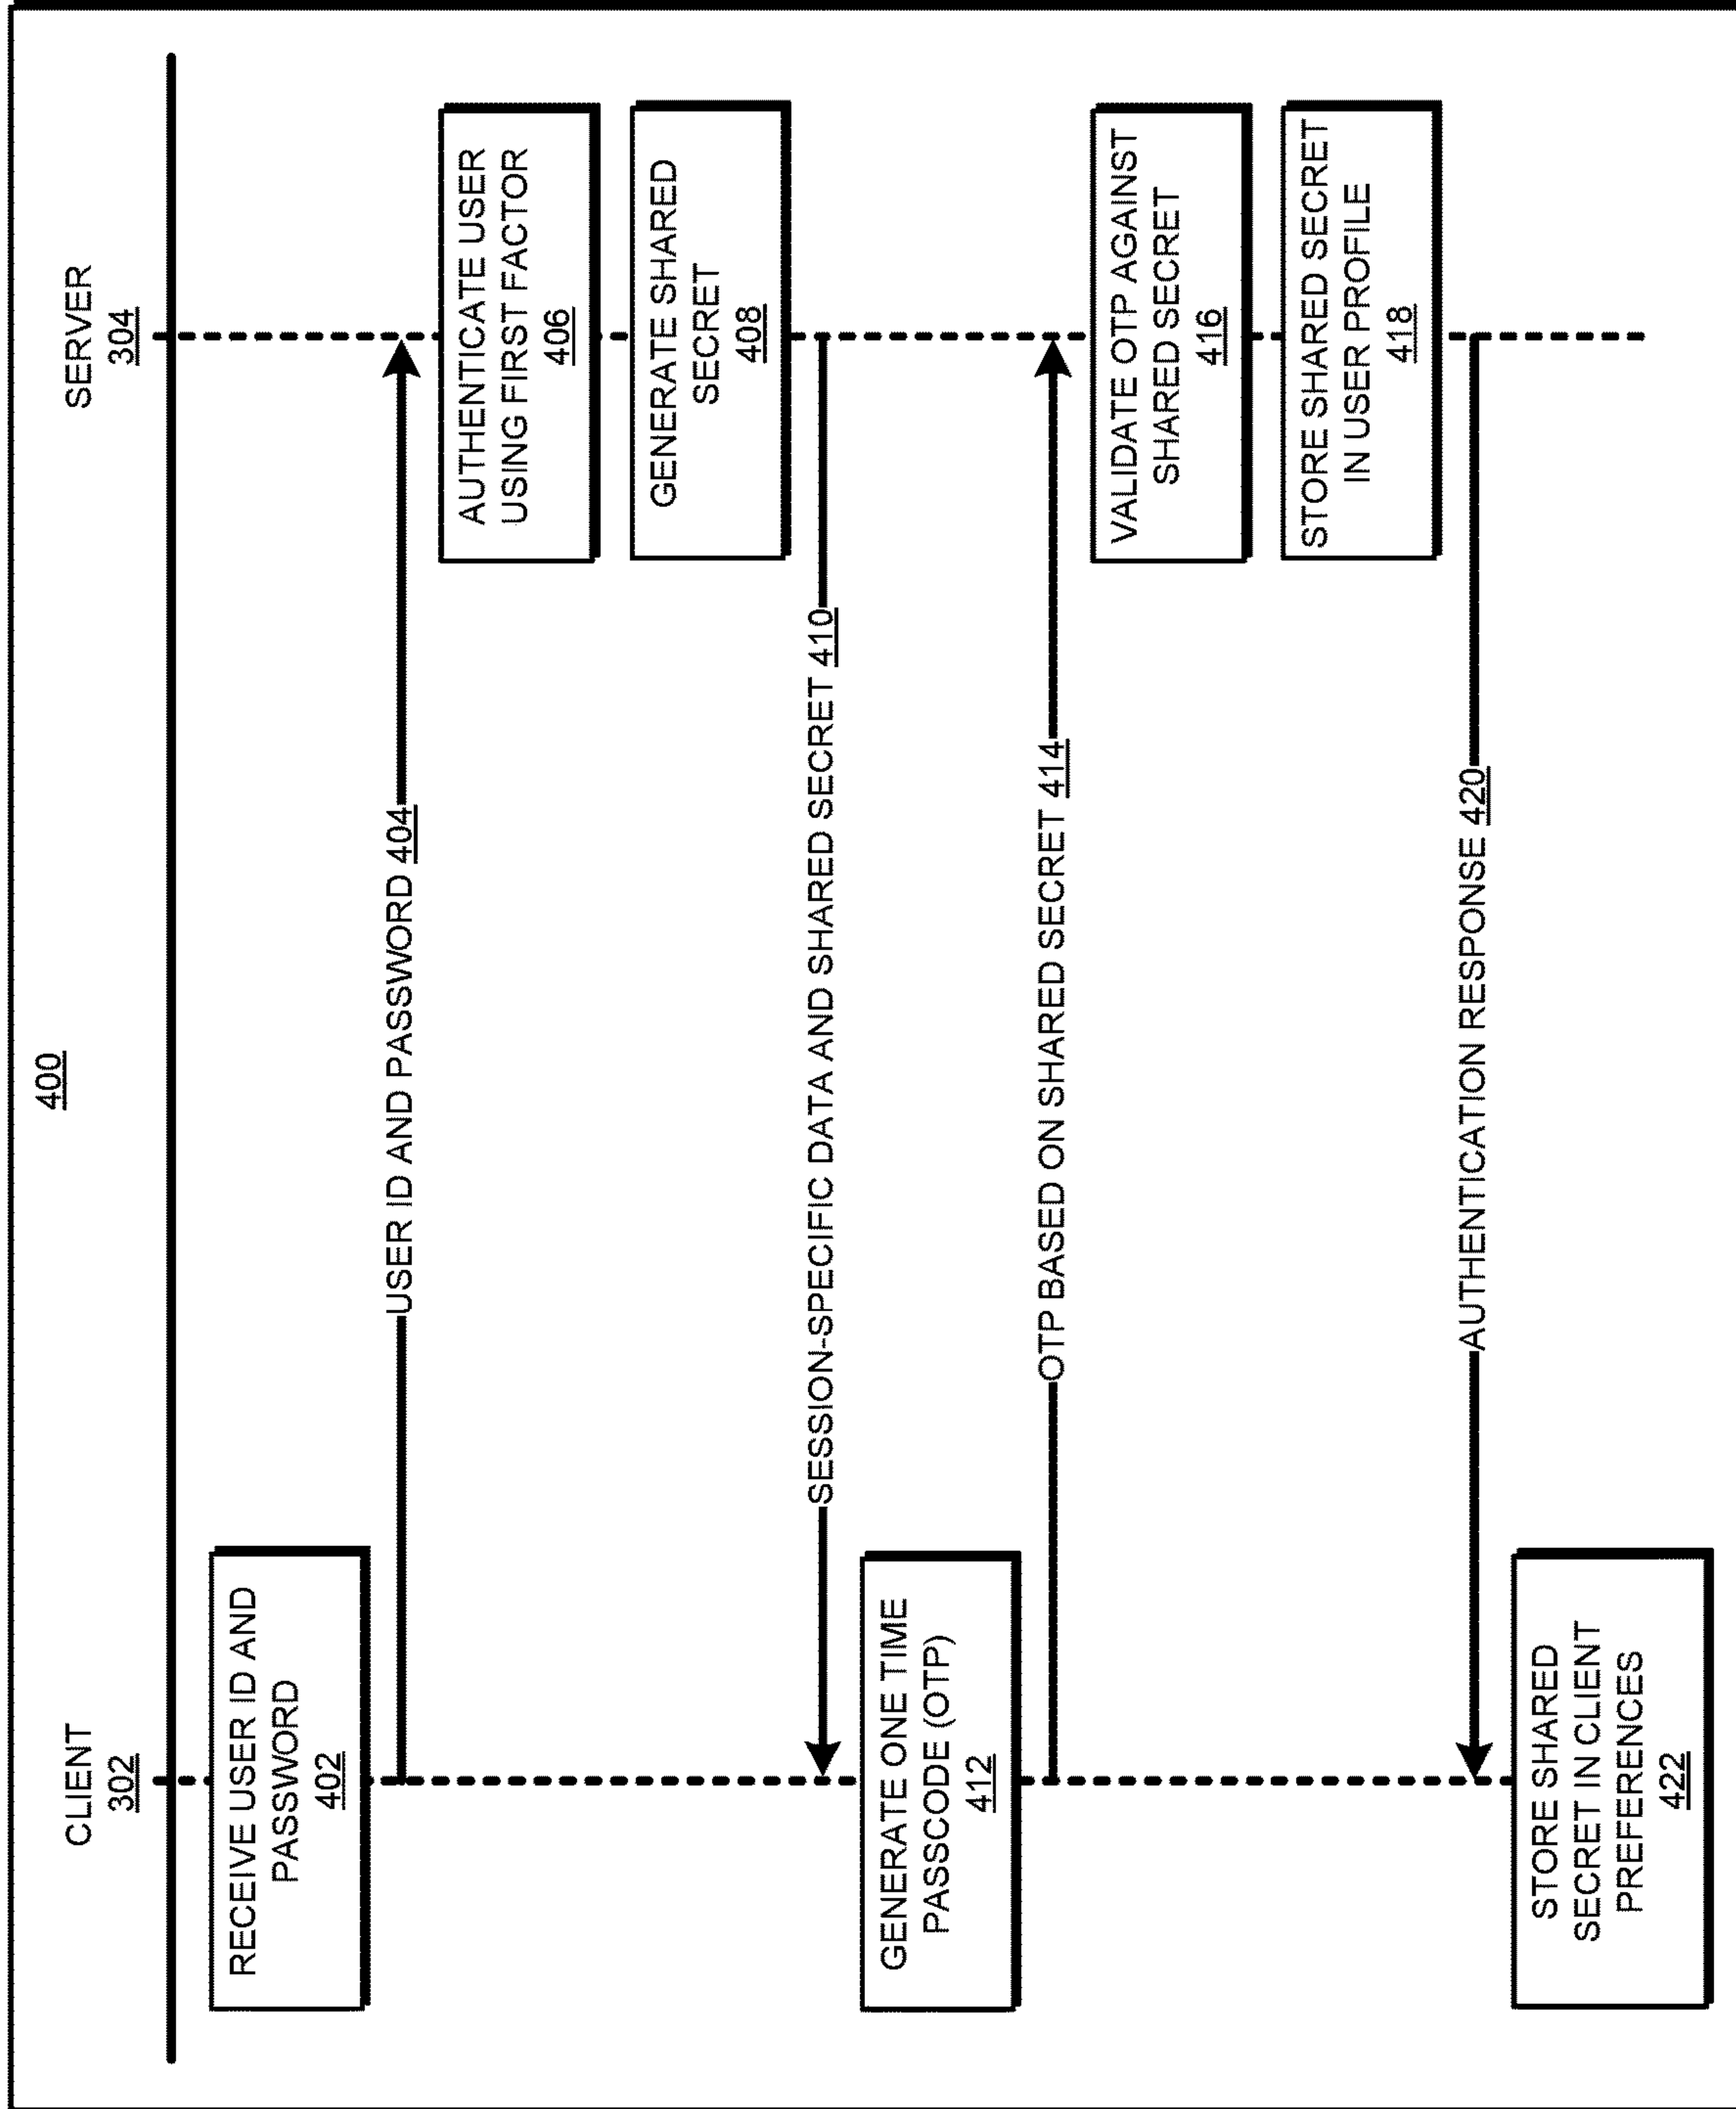 400
CLIENT
302
SERVER
304
RECEIVE USER ID AND
PASSWORD
402
USER ID AND PASSWORD 404
AUTHENTICATE USER
USING FIRST FACTOR
406
GENERATE SHARED
SECRET
408
SESSION-SPECIFIC DATA AND SHARED SECRET 410
GENERATE ONE TIME
PASSCODE (OTP)
412
OTP BASED ON SHARED SECRET 414
VALIDATE OTP AGAINST
SHARED SECRET
416
STORE SHARED SECRET
IN USER PROFILE
418
AUTHENTICATION RESPONSE 420
STORE SHARED
SECRET IN CLIENT
PREFERENCES
422